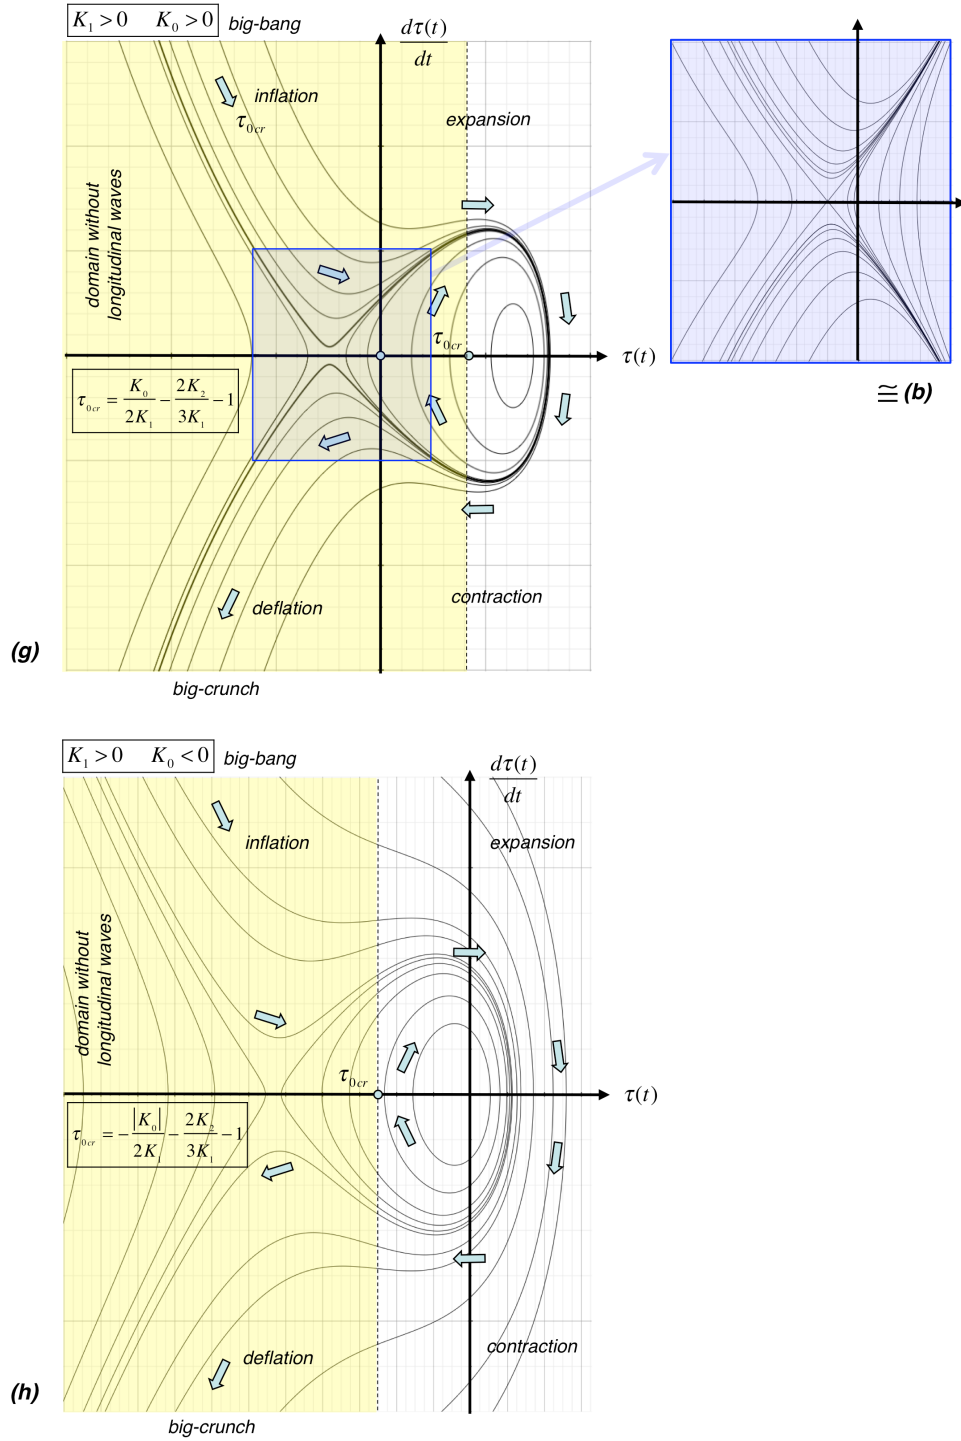 K₁ > 0 K₀ > 0 big-bang
dτ(t)/dt
inflation
τ₀cr
expansion
domain without
longitudinal waves
τ₀cr
τ(t)
τ₀cr = K₀/2K₁ − 2K₂/3K₁ − 1
≅ (b)
deflation
contraction
(g)
big-crunch
K₁ > 0 K₀ < 0 big-bang
dτ(t)/dt
inflation
expansion
domain without
longitudinal waves
τ₀cr
τ(t)
τ₀cr = − |K₀|/2K₁ − 2K₂/3K₁ − 1
contraction
deflation
(h)
big-crunch